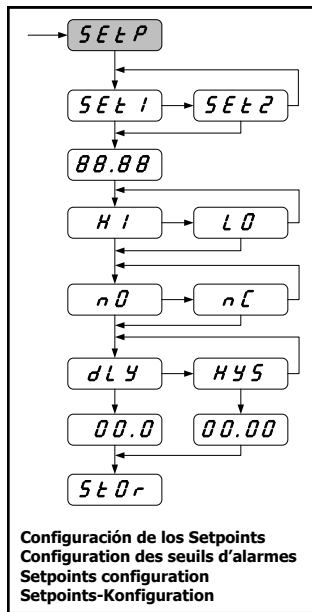 SEtP
SEt1 SEt2
88.88
HI LO
nO nC
dLY HYS
00.0 00.00
StOr
Configuración de los Setpoints
Configuration des seuils d’alarmes
Setpoints configuration
Setpoints-Konfiguration